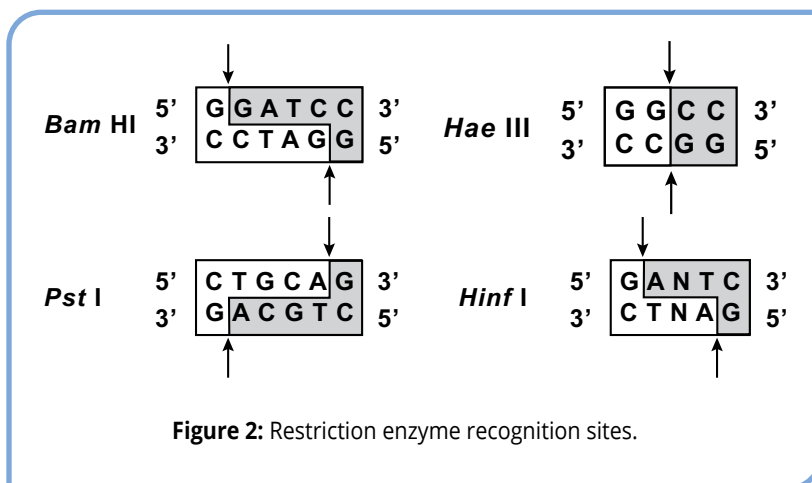 Bam HI
5’ G G A T C C 3’
3’ C C T A G G 5’
Hae III
5’ G G C C 3’
3’ C C G G 5’
Pst I
5’ C T G C A G 3’
3’ G A C G T C 5’
Hinf I
5’ G A N T C 3’
3’ C T N A G 5’
Figure 2: Restriction enzyme recognition sites.